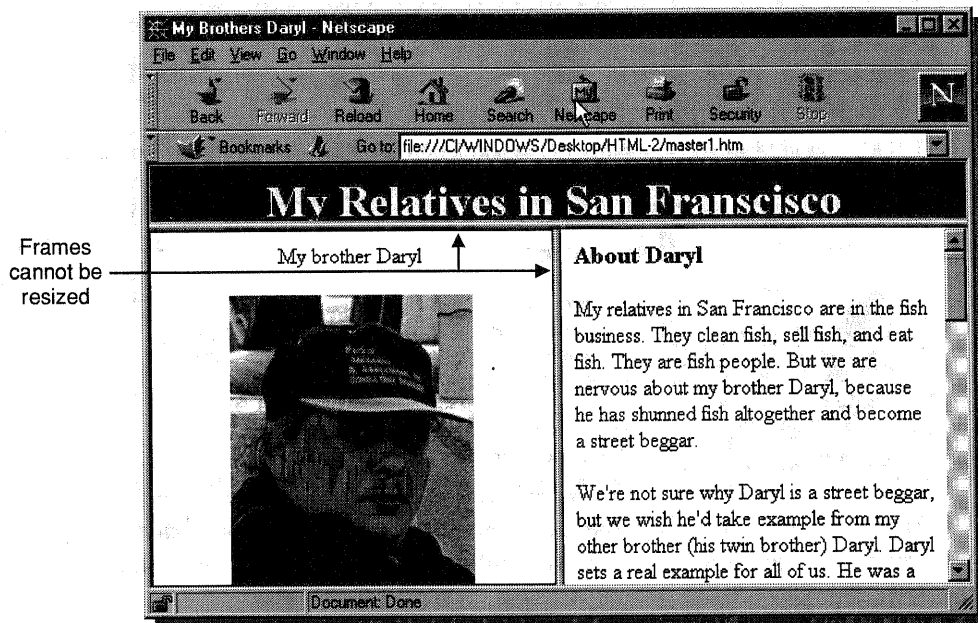 My Brothers Daryl - Netscape
File Edit View Go Window Help
Back Forward Reload Home Search Netscape Print Security Stop
My
N
Bookmarks Go to: file:///C|/WINDOWS/Desktop/HTML-2/master1.htm
My Relatives in San Franscisco
Frames
cannot be
resized
My brother Daryl
About Daryl
My relatives in San Francisco are in the fish
business. They clean fish, sell fish, and eat
fish. They are fish people. But we are
nervous about my brother Daryl, because
he has shunned fish altogether and become
a street beggar.
We're not sure why Daryl is a street beggar,
but we wish he'd take example from my
other brother (his twin brother) Daryl. Daryl
sets a real example for all of us. He was a
Document: Done